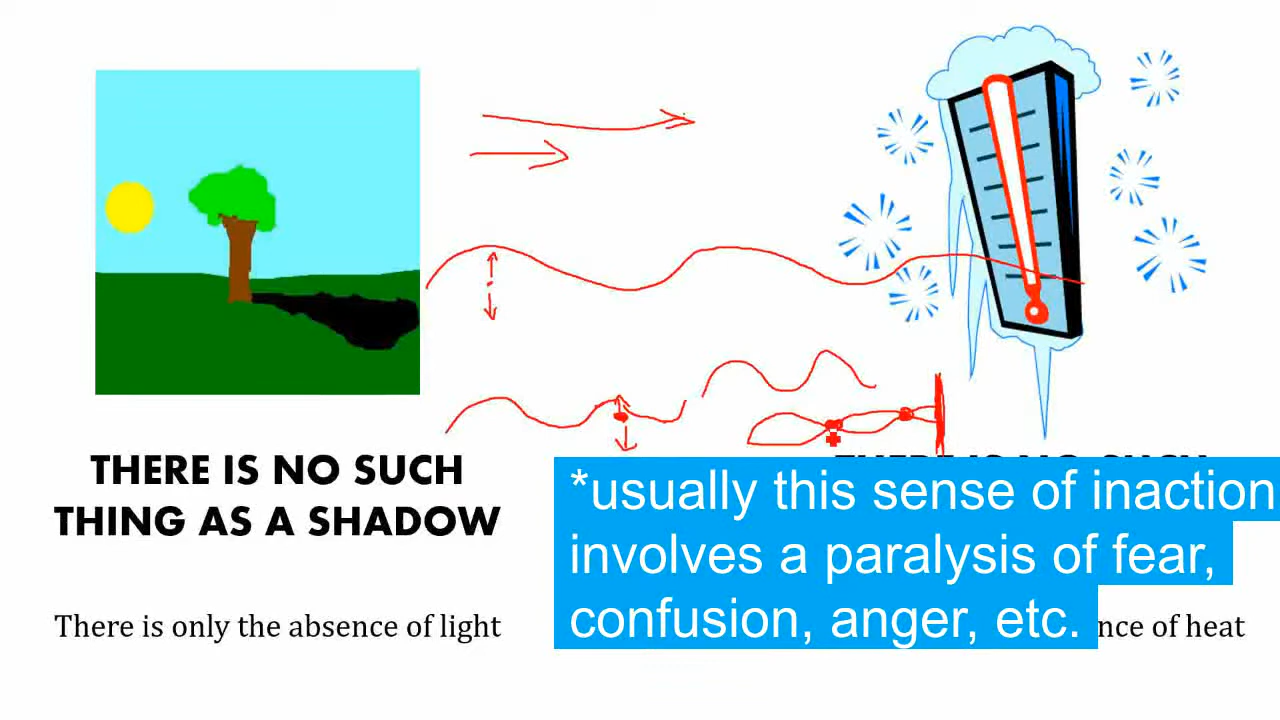 THERE IS NO SUCH
THING AS A SHADOW
There is only the absence of light
*usually this sense of inaction
involves a paralysis of fear,
confusion, anger, etc.
of heat